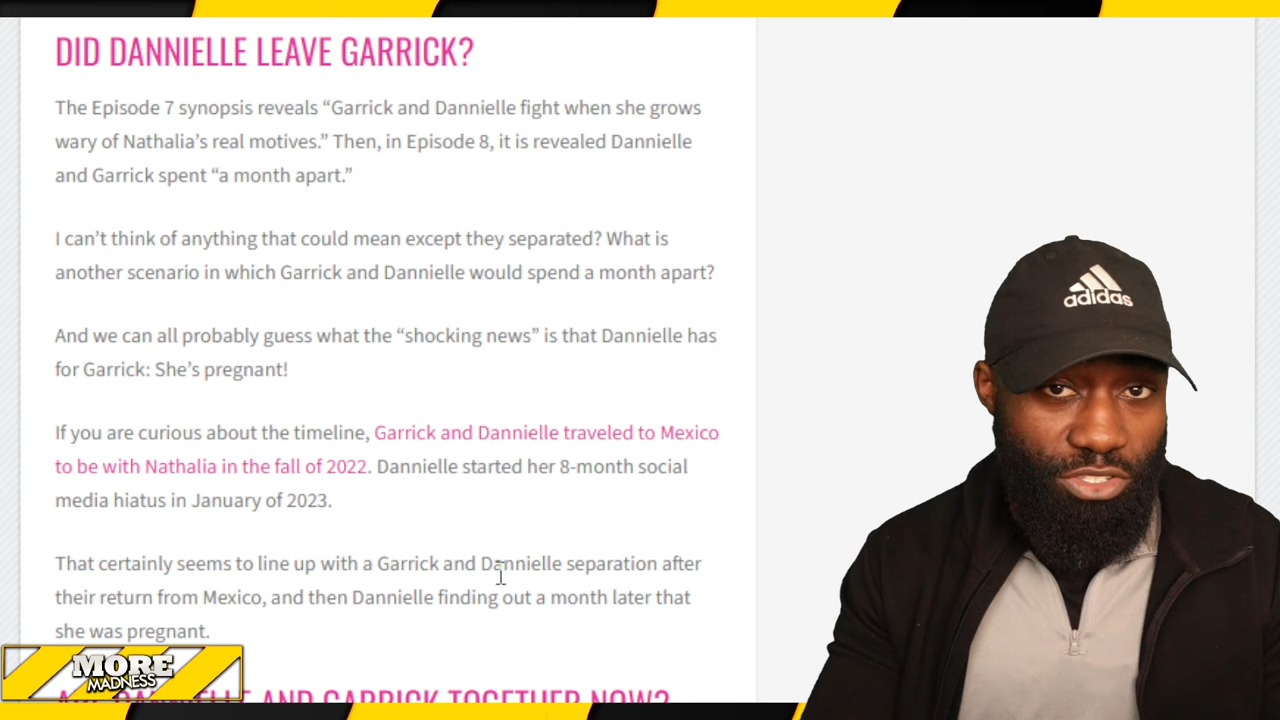 DID DANNIELLE LEAVE GARRICK?
The Episode 7 synopsis reveals “Garrick and Dannielle fight when she grows
wary of Nathalia’s real motives.” Then, in Episode 8, it is revealed Dannielle
and Garrick spent “a month apart.”
I can’t think of anything that could mean except they separated? What is
another scenario in which Garrick and Dannielle would spend a month apart?
And we can all probably guess what the “shocking news” is that Dannielle has
for Garrick: She’s pregnant!
If you are curious about the timeline, Garrick and Dannielle traveled to Mexico
to be with Nathalia in the fall of 2022. Dannielle started her 8-month social
media hiatus in January of 2023.
That certainly seems to line up with a Garrick and Dannielle separation after
their return from Mexico, and then Dannielle finding out a month later that
she was pregnant.
AND GARRICK TOGETHER NOW?
MORE
MADNESS
adidas